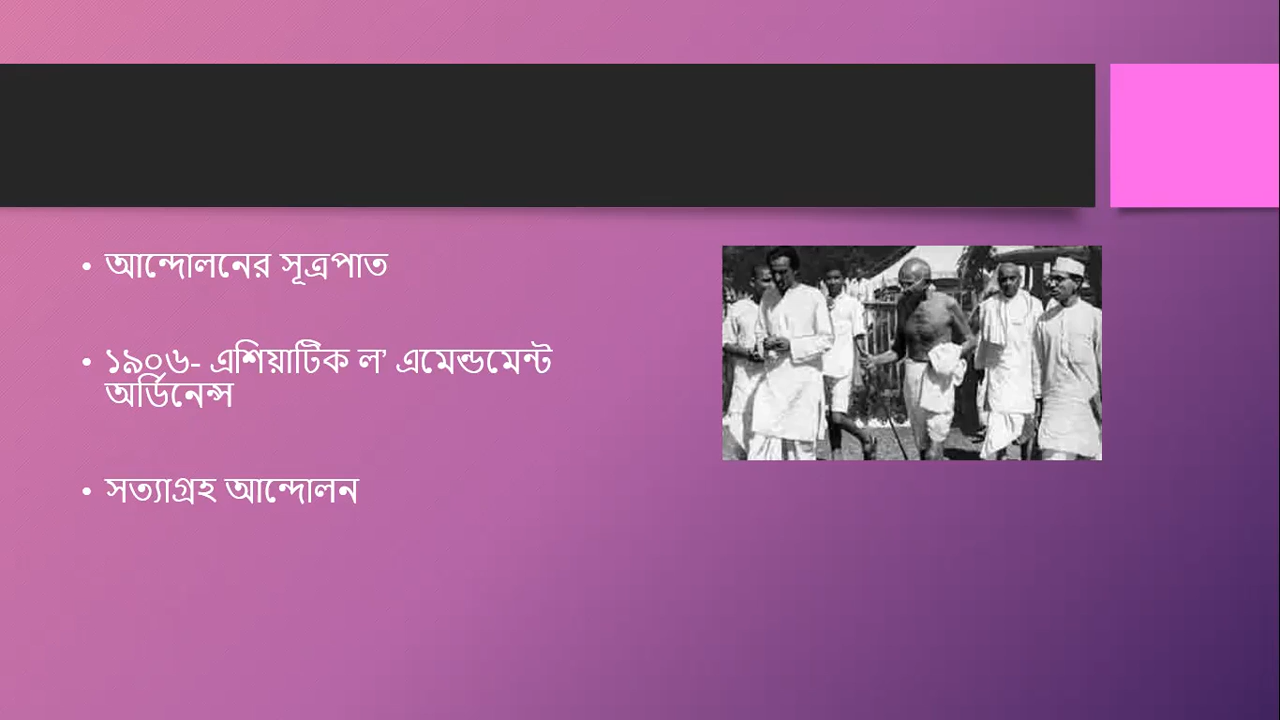 • আন্দোলনের সূত্রপাত
• ১৯০৬- এশিয়াটিক ল’ এমেন্ডমেন্ট
অর্ডিনেন্স
• সত্যাগ্রহ আন্দোলন